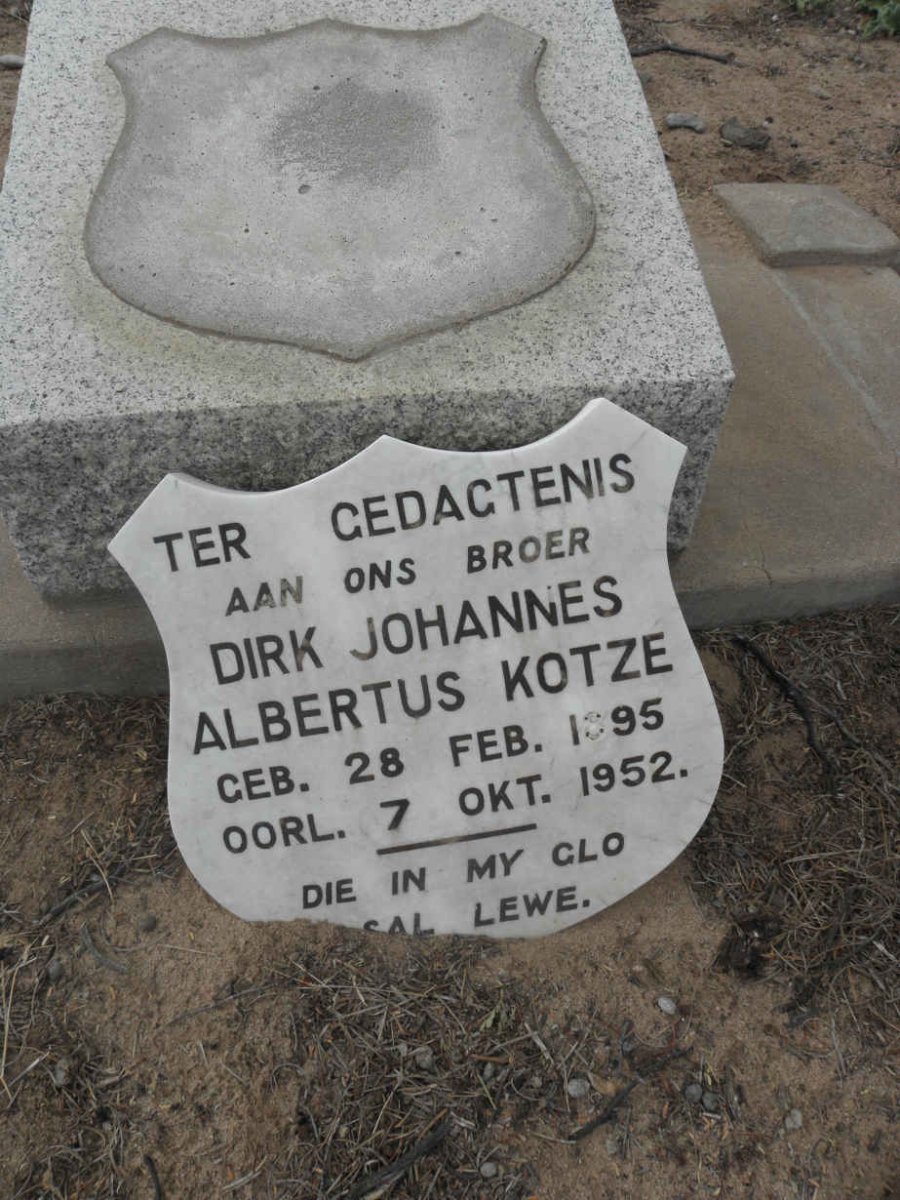 TER GEDAGTENIS
AAN ONS BROER
DIRK JOHANNES
ALBERTUS KOTZE
GEB. 28 FEB. 1895
OORL. 7 OKT. 1952.
DIE IN MY GLO
SAL LEWE.